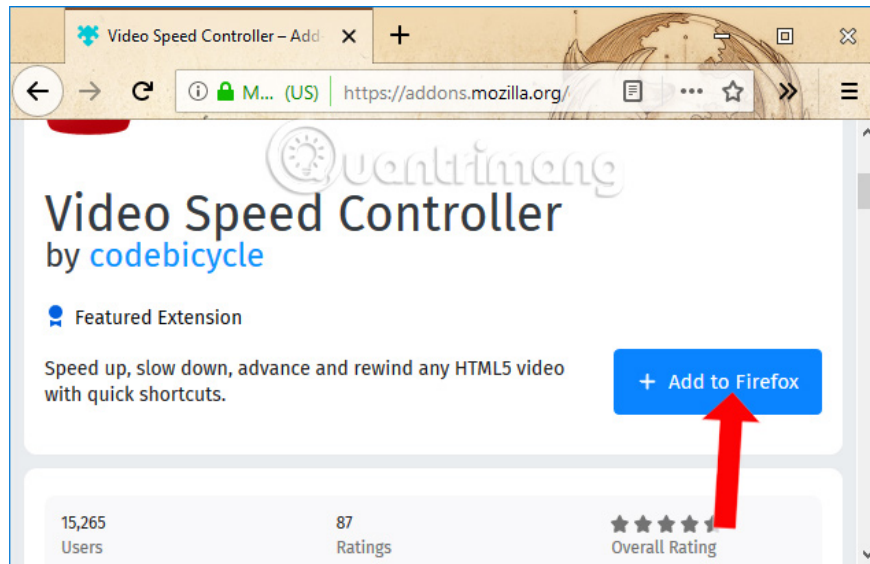 Video Speed Controller – Add-
M... (US) https://addons.mozilla.org/
Quantrimang
Video Speed Controller
by codebicycle
Featured Extension
Speed up, slow down, advance and rewind any HTML5 video
with quick shortcuts.
+ Add to Firefox
15,265 87
Users Ratings Overall Rating